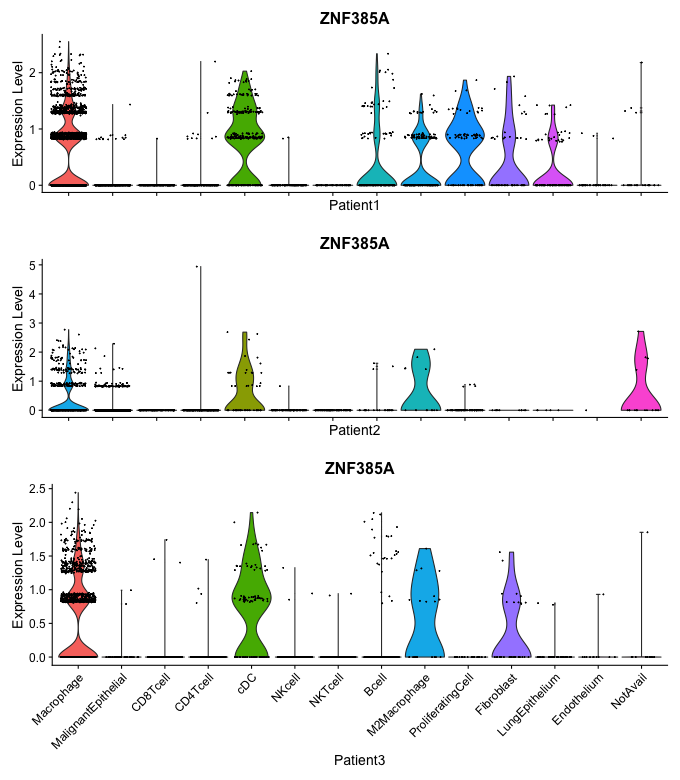 ZNF385A
Expression Level
2
1
0
Patient1
ZNF385A
Expression Level
5
4
3
2
1
0
Patient2
ZNF385A
Expression Level
2.5
2.0
1.5
1.0
0.5
0.0
Macrophage
MalignantEpithelial
CD8Tcell
CD4Tcell
cDC
NKcell
NKTcell
Bcell
M2Macrophage
ProliferatingCell
Fibroblast
LungEpithelium
Endothelium
NotAvail
Patient3